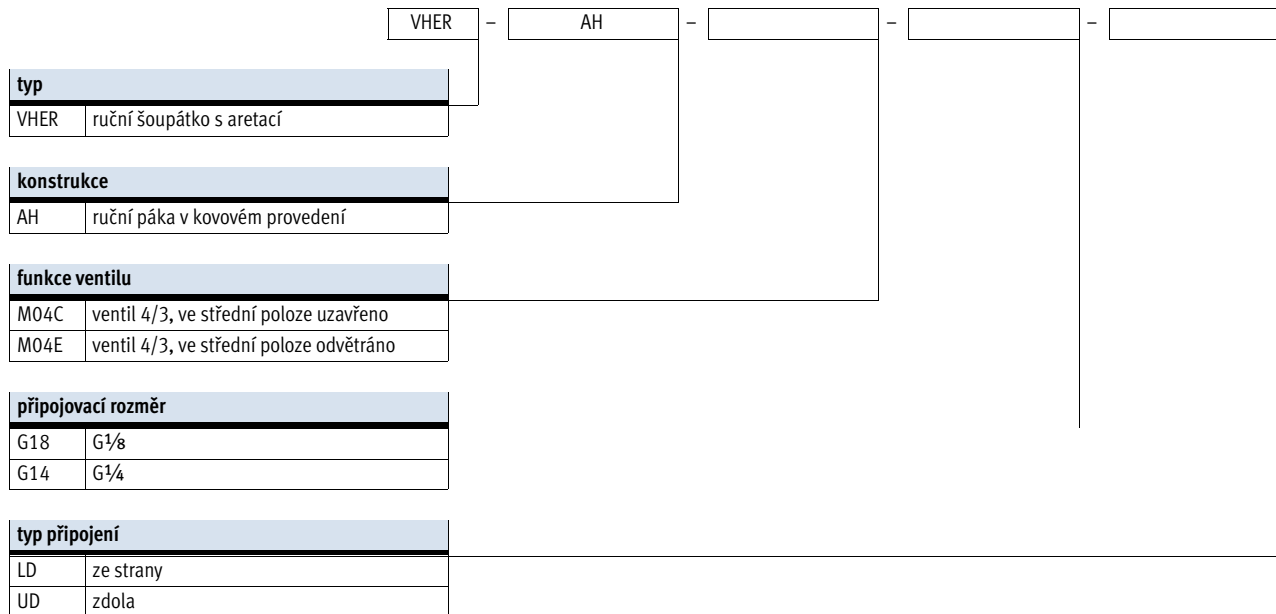 VHER – AH – – –
typ
VHER ruční šoupátko s aretací
konstrukce
AH ruční páka v kovovém provedení
funkce ventilu
M04C ventil 4/3, ve střední poloze uzavřeno
M04E ventil 4/3, ve střední poloze odvětráno
připojovací rozměr
G18 G⅛
G14 G¼
typ připojení
LD ze strany
UD zdola